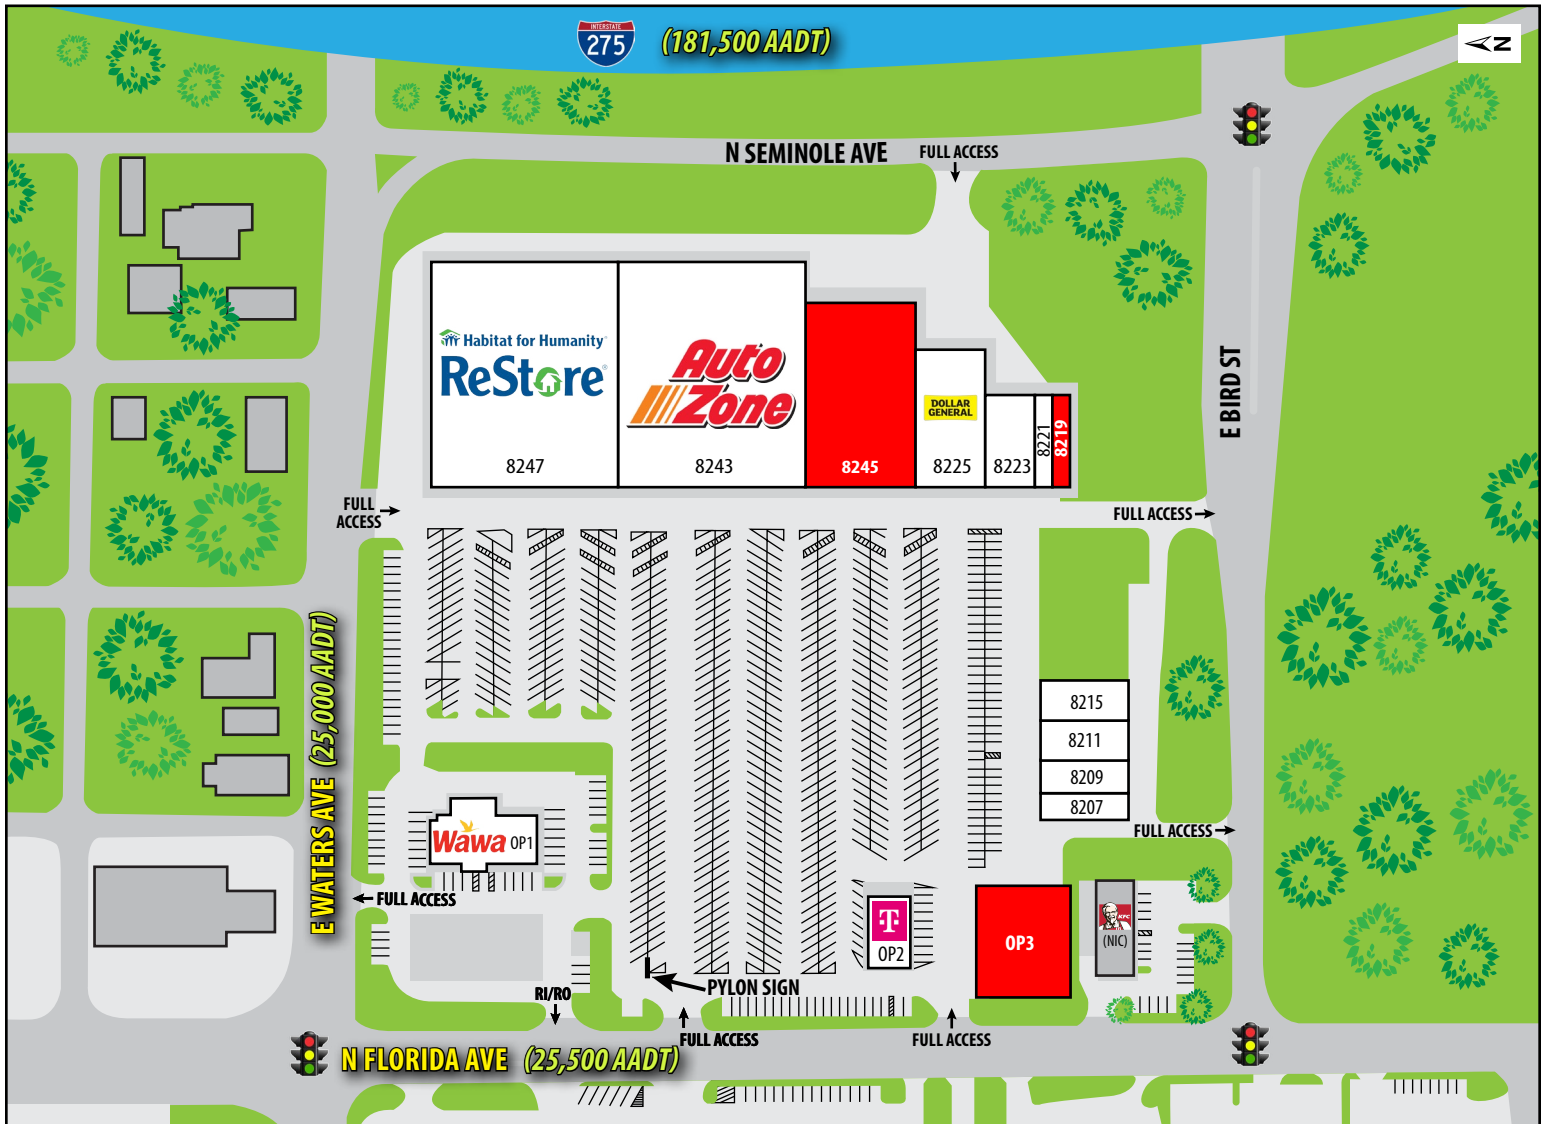 INTERSTATE
275
(181,500 AADT)
N
N SEMINOLE AVE
FULL ACCESS
E BIRD ST
Habitat for Humanity®
ReStore®
8247
Auto
Zone
8243
8245
DOLLAR
GENERAL
8225
8223
8221
8219
FULL
ACCESS
FULL ACCESS
E WATERS AVE (25,000 AADT)
8215
8211
8209
8207
FULL ACCESS
Wawa OP1
FULL ACCESS
T
OP2
OP3
KFC
(NIC)
PYLON SIGN
RI/RO
FULL ACCESS
FULL ACCESS
N FLORIDA AVE (25,500 AADT)